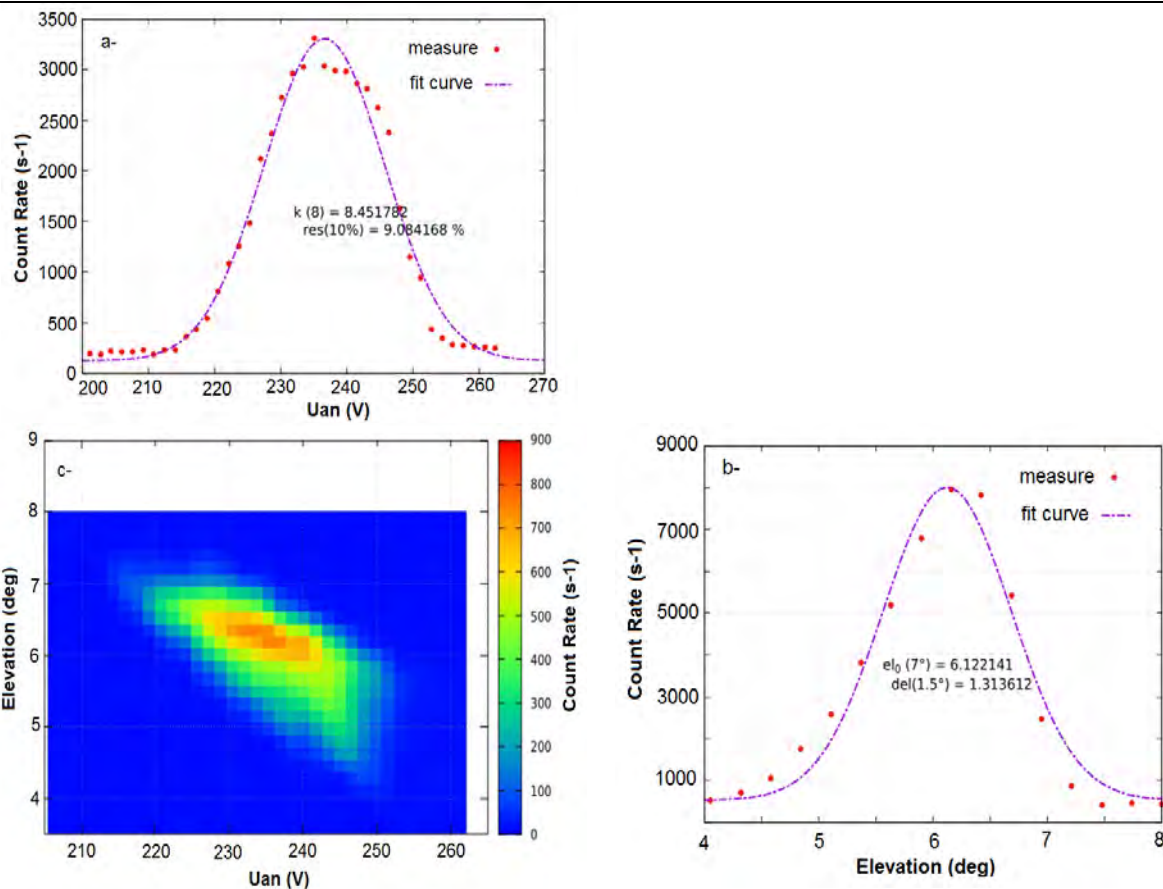 a-
measure
fit curve
3500
3000
2500
2000
1500
1000
500
0
Count Rate (s-1)
k (8) = 8.451782
res(10%) = 9.084168 %
200 210 220 230 240 250 260 270
Uan (V)
c-
9
8
7
6
5
4
Elevation (deg)
210 220 230 240 250 260
Uan (V)
900
800
700
600
500
400
300
200
100
0
Count Rate (s-1)
b-
measure
fit curve
9000
7000
5000
3000
1000
Count Rate (s-1)
el₀ (7°) = 6.122141
del(1.5°) = 1.313612
4 5 6 7 8
Elevation (deg)